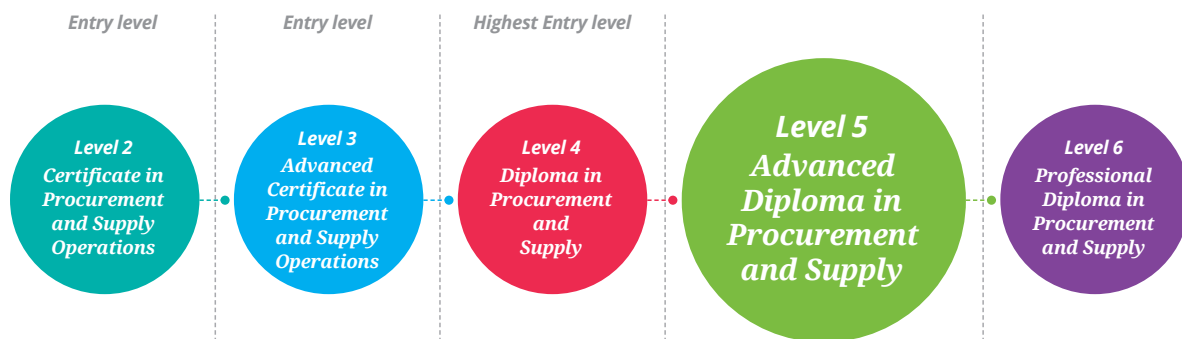 Entry level
Entry level
Highest Entry level
Level 2
Certificate in
Procurement
and Supply
Operations
Level 3
Advanced
Certificate in
Procurement
and Supply
Operations
Level 4
Diploma in
Procurement
and
Supply
Level 5
Advanced
Diploma in
Procurement
and Supply
Level 6
Professional
Diploma in
Procurement
and Supply